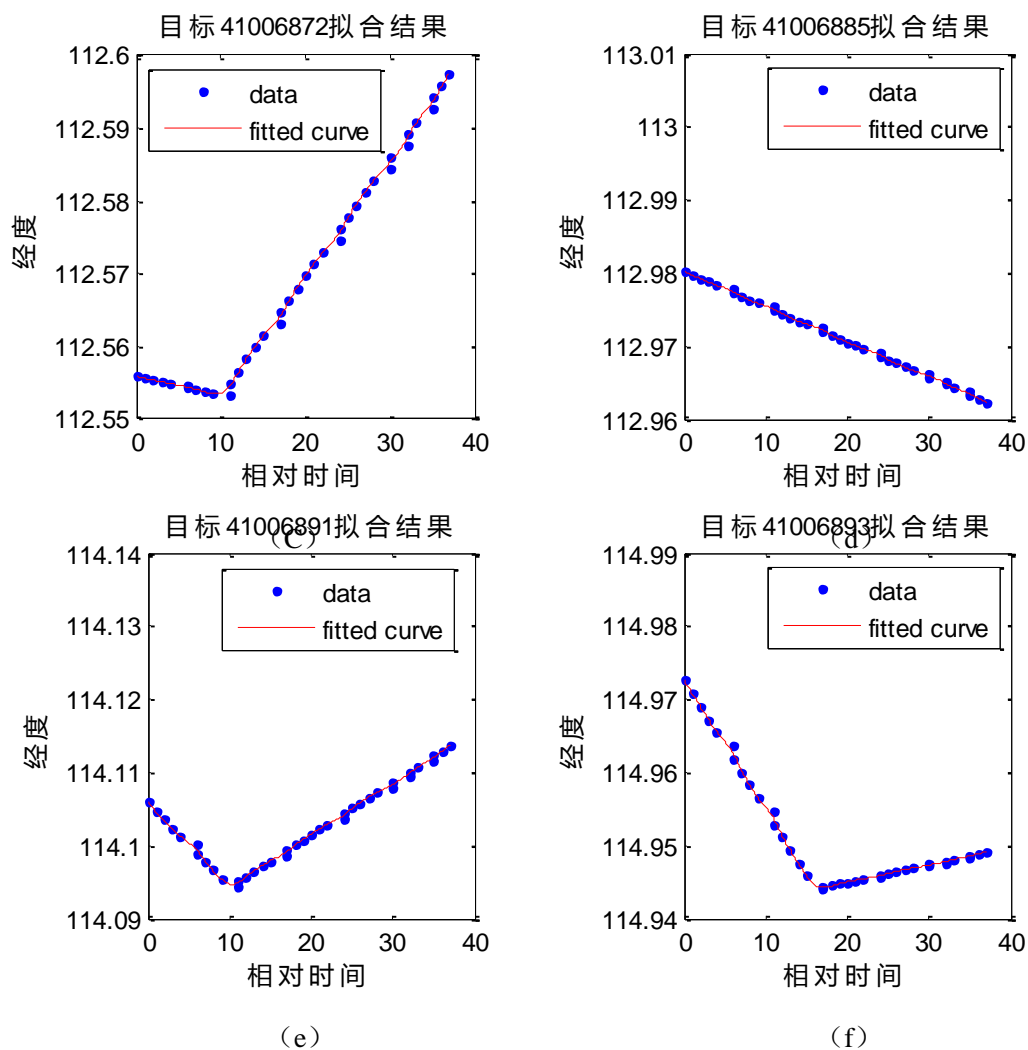 目标41006872拟合结果
112.6
112.59
112.58
112.57
112.56
112.55
data
fitted curve
经度
0 10 20 30 40
相对时间
目标41006885拟合结果
113.01
113
112.99
112.98
112.97
112.96
data
fitted curve
经度
0 10 20 30 40
相对时间
（C）
（d）
目标41006891拟合结果
114.14
114.13
114.12
114.11
114.1
114.09
data
fitted curve
经度
0 10 20 30 40
相对时间
目标41006893拟合结果
114.99
114.98
114.97
114.96
114.95
114.94
data
fitted curve
经度
0 10 20 30 40
相对时间
（e）
（f）